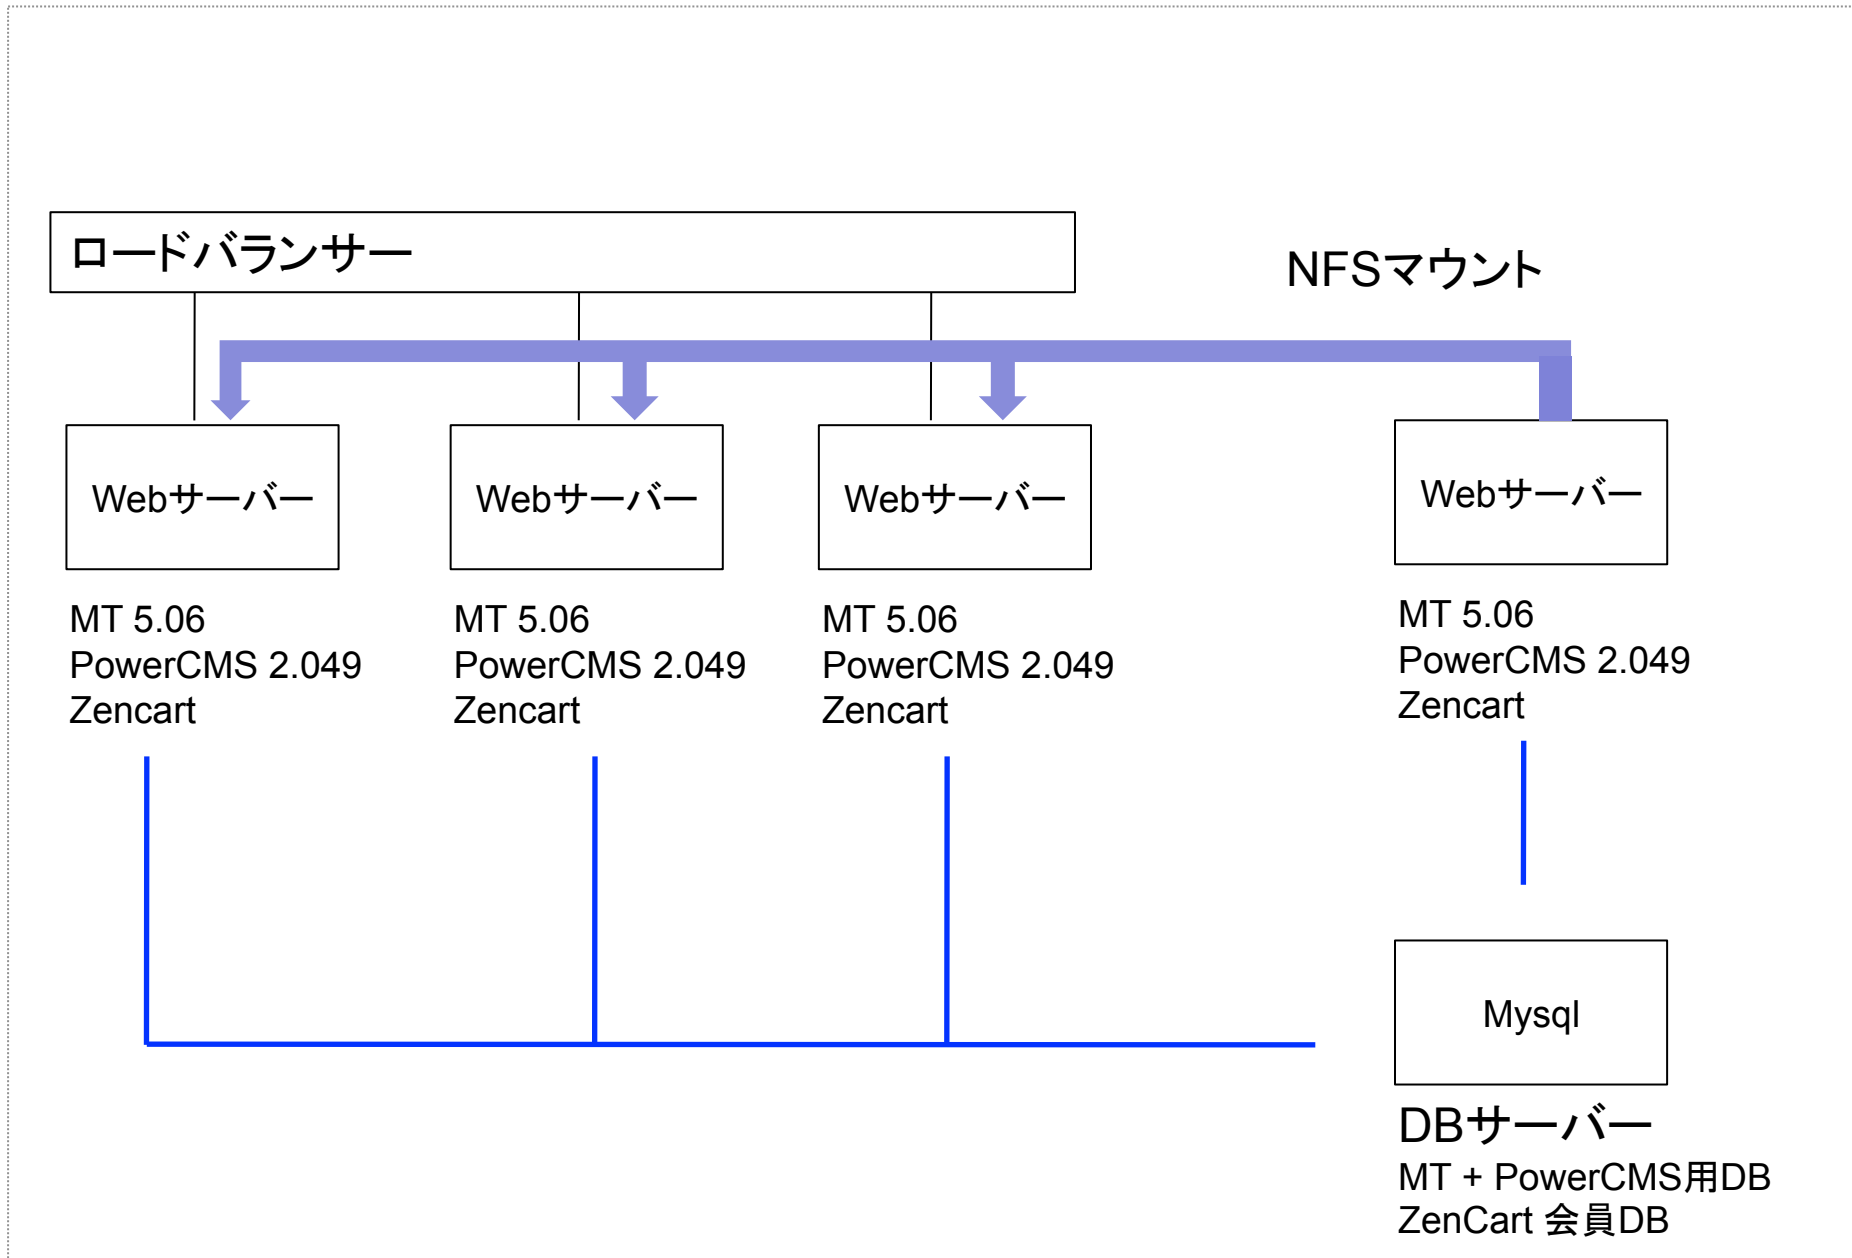 ロードバランサー
NFSマウント
Webサーバー
Webサーバー
Webサーバー
Webサーバー
MT 5.06
PowerCMS 2.049
Zencart
MT 5.06
PowerCMS 2.049
Zencart
MT 5.06
PowerCMS 2.049
Zencart
MT 5.06
PowerCMS 2.049
Zencart
Mysql
DBサーバー
MT + PowerCMS用DB
ZenCart 会員DB